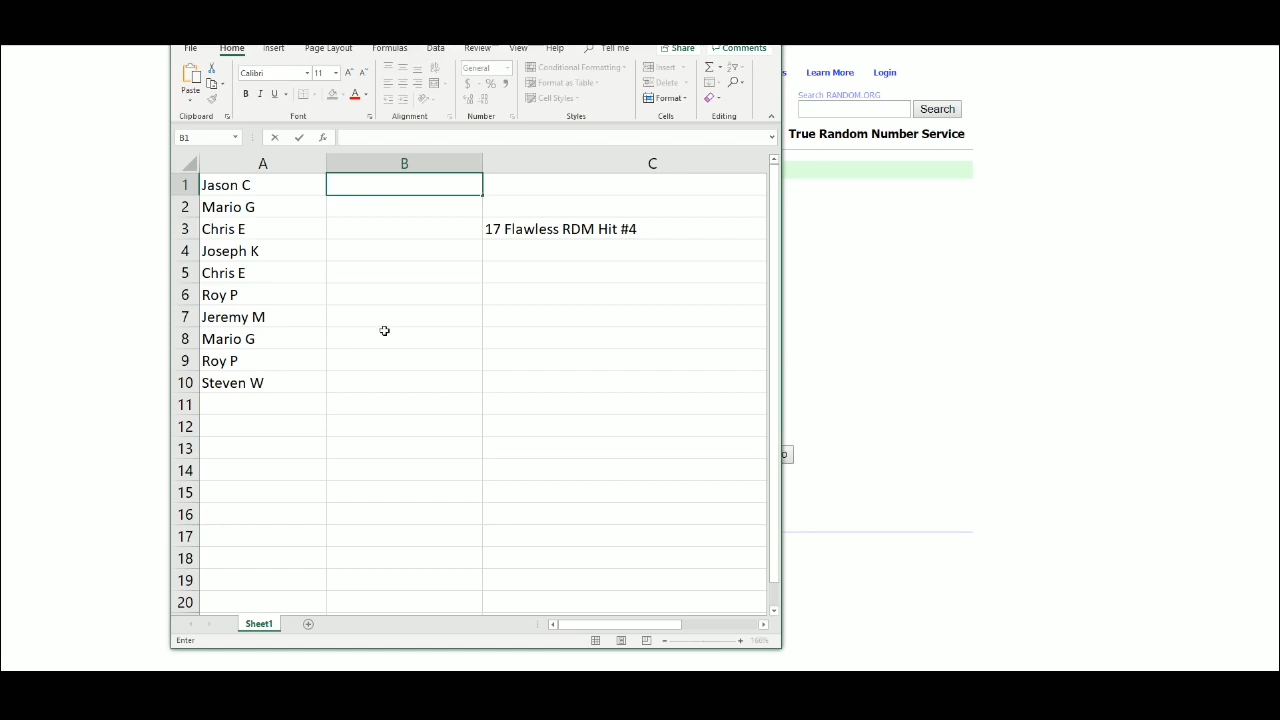 File Home Insert Page Layout Formulas Data Review View Help Tell me Share Comments
Paste
Calibri 11
B I U A
General
$ % ,
Conditional Formatting
Format as Table
Cell Styles
Insert
Delete
Format
Clipboard Font Alignment Number Styles Cells Editing
B1 fx
A B C
1 Jason C
2 Mario G
3 Chris E 17 Flawless RDM Hit #4
4 Joseph K
5 Chris E
6 Roy P
7 Jeremy M
8 Mario G
9 Roy P
10 Steven W
11
12
13
14
15
16
17
18
19
20
Sheet1
Enter 166%
s Learn More Login
Search RANDOM.ORG
Search
True Random Number Service